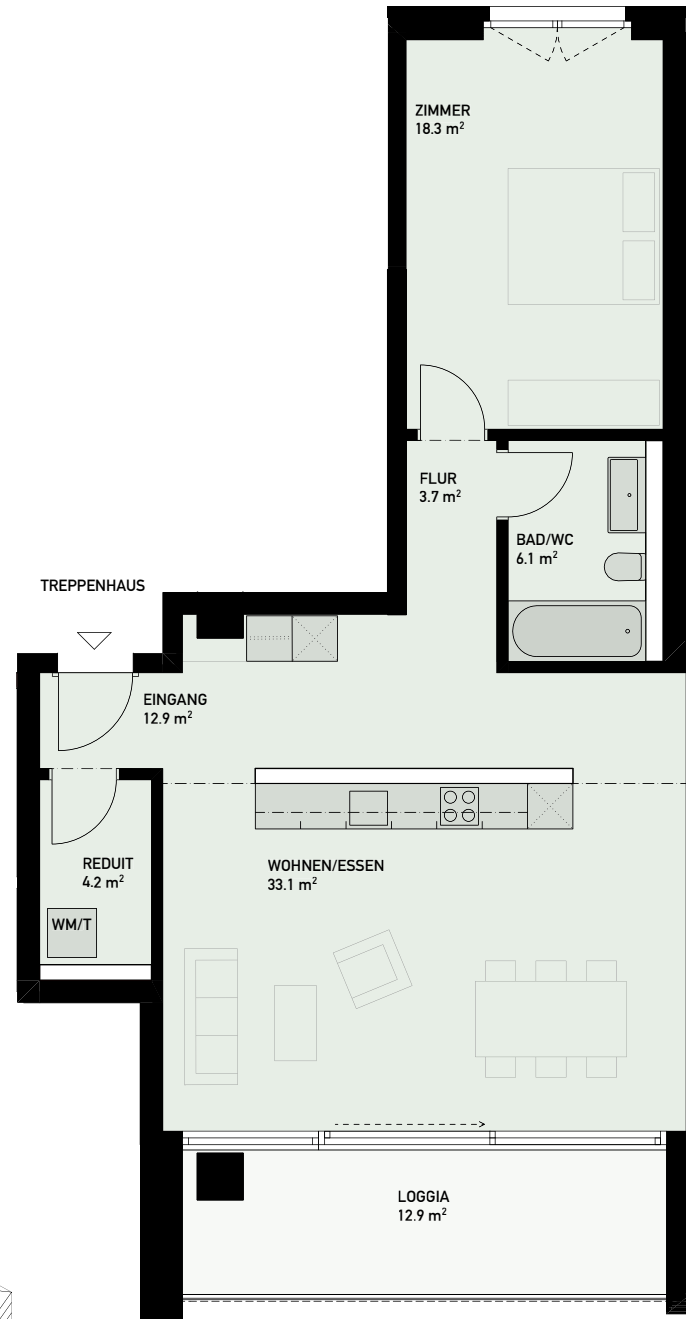 ZIMMER
18.3 m²
FLUR
3.7 m²
BAD/WC
6.1 m²
TREPPENHAUS
EINGANG
12.9 m²
REDUIT
4.2 m²
WM/T
WOHNEN/ESSEN
33.1 m²
LOGGIA
12.9 m²